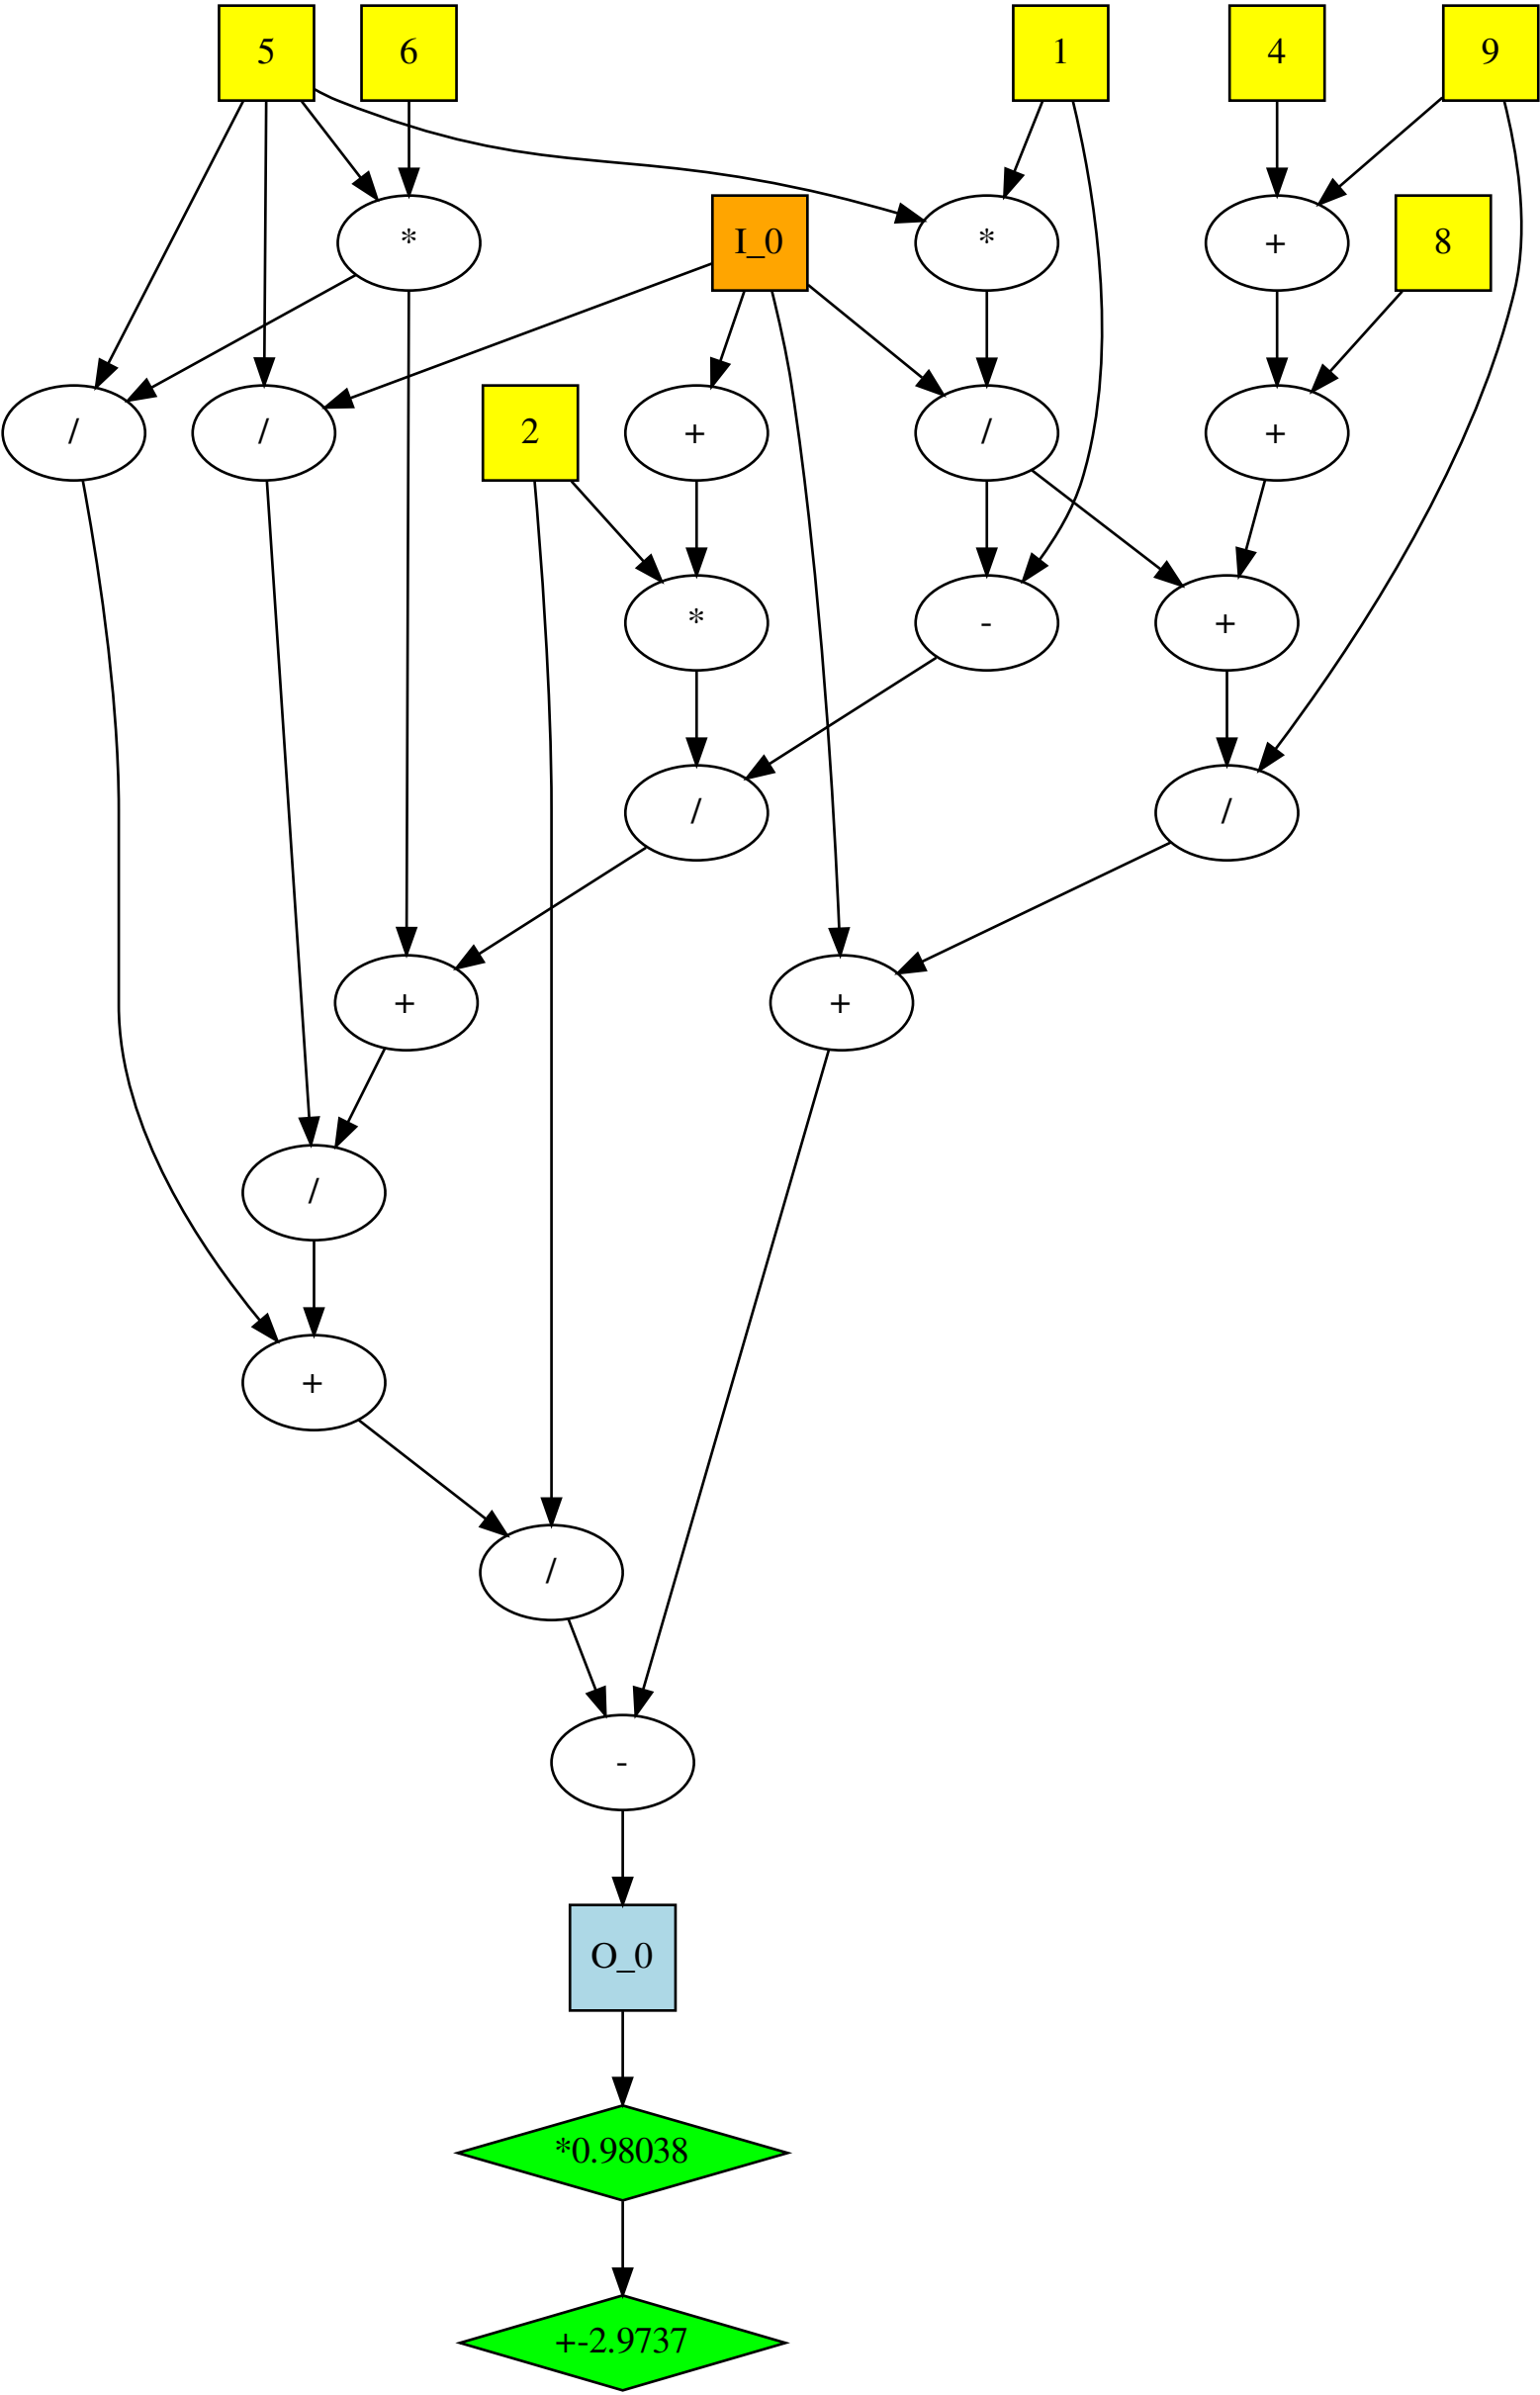 5 6 1 4 9
* I_0 * + 8
/ / 2 + / +
* - +
/ /
+ +
/
+
/
-
O_0
*0.98038
+-2.9737